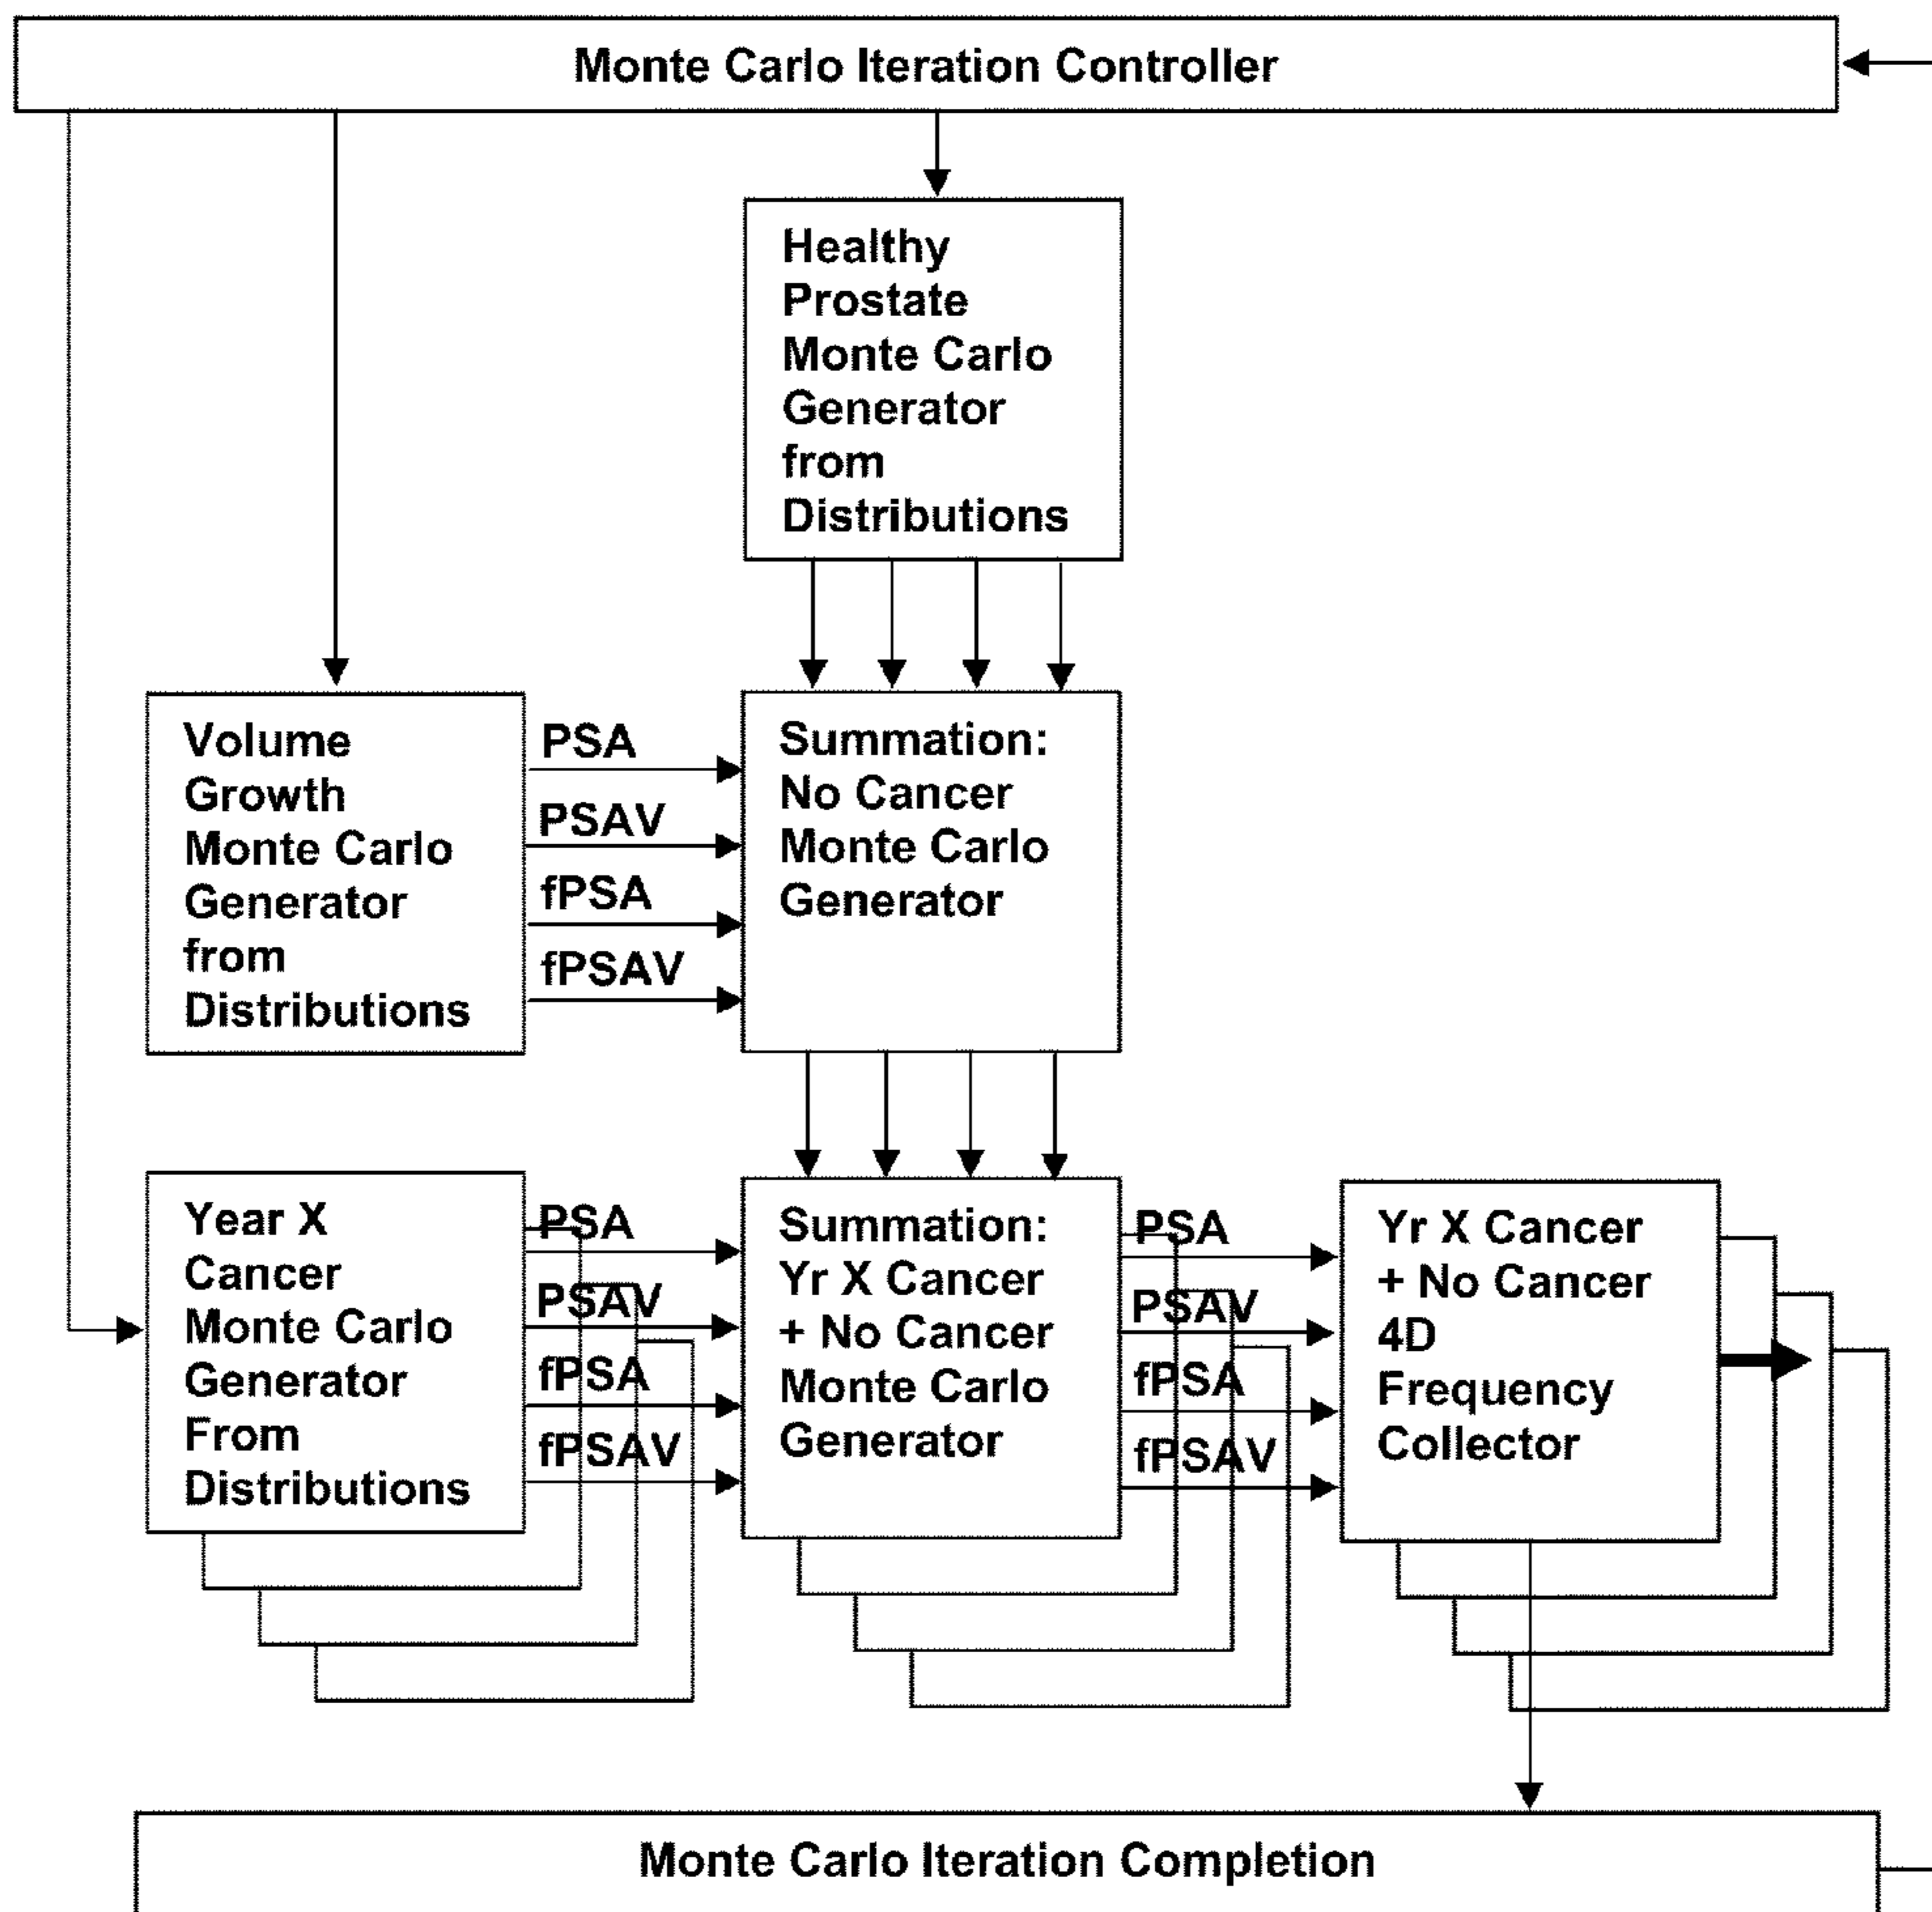 Monte Carlo Iteration Controller
Healthy
Prostate
Monte Carlo
Generator
from
Distributions
Volume
Growth
Monte Carlo
Generator
from
Distributions
PSA
PSAV
fPSA
fPSAV
Summation:
No Cancer
Monte Carlo
Generator
Year X
Cancer
Monte Carlo
Generator
From
Distributions
PSA
PSAV
fPSA
fPSAV
Summation:
Yr X Cancer
+ No Cancer
Monte Carlo
Generator
PSA
PSAV
fPSA
fPSAV
Yr X Cancer
+ No Cancer
4D
Frequency
Collector
Monte Carlo Iteration Completion